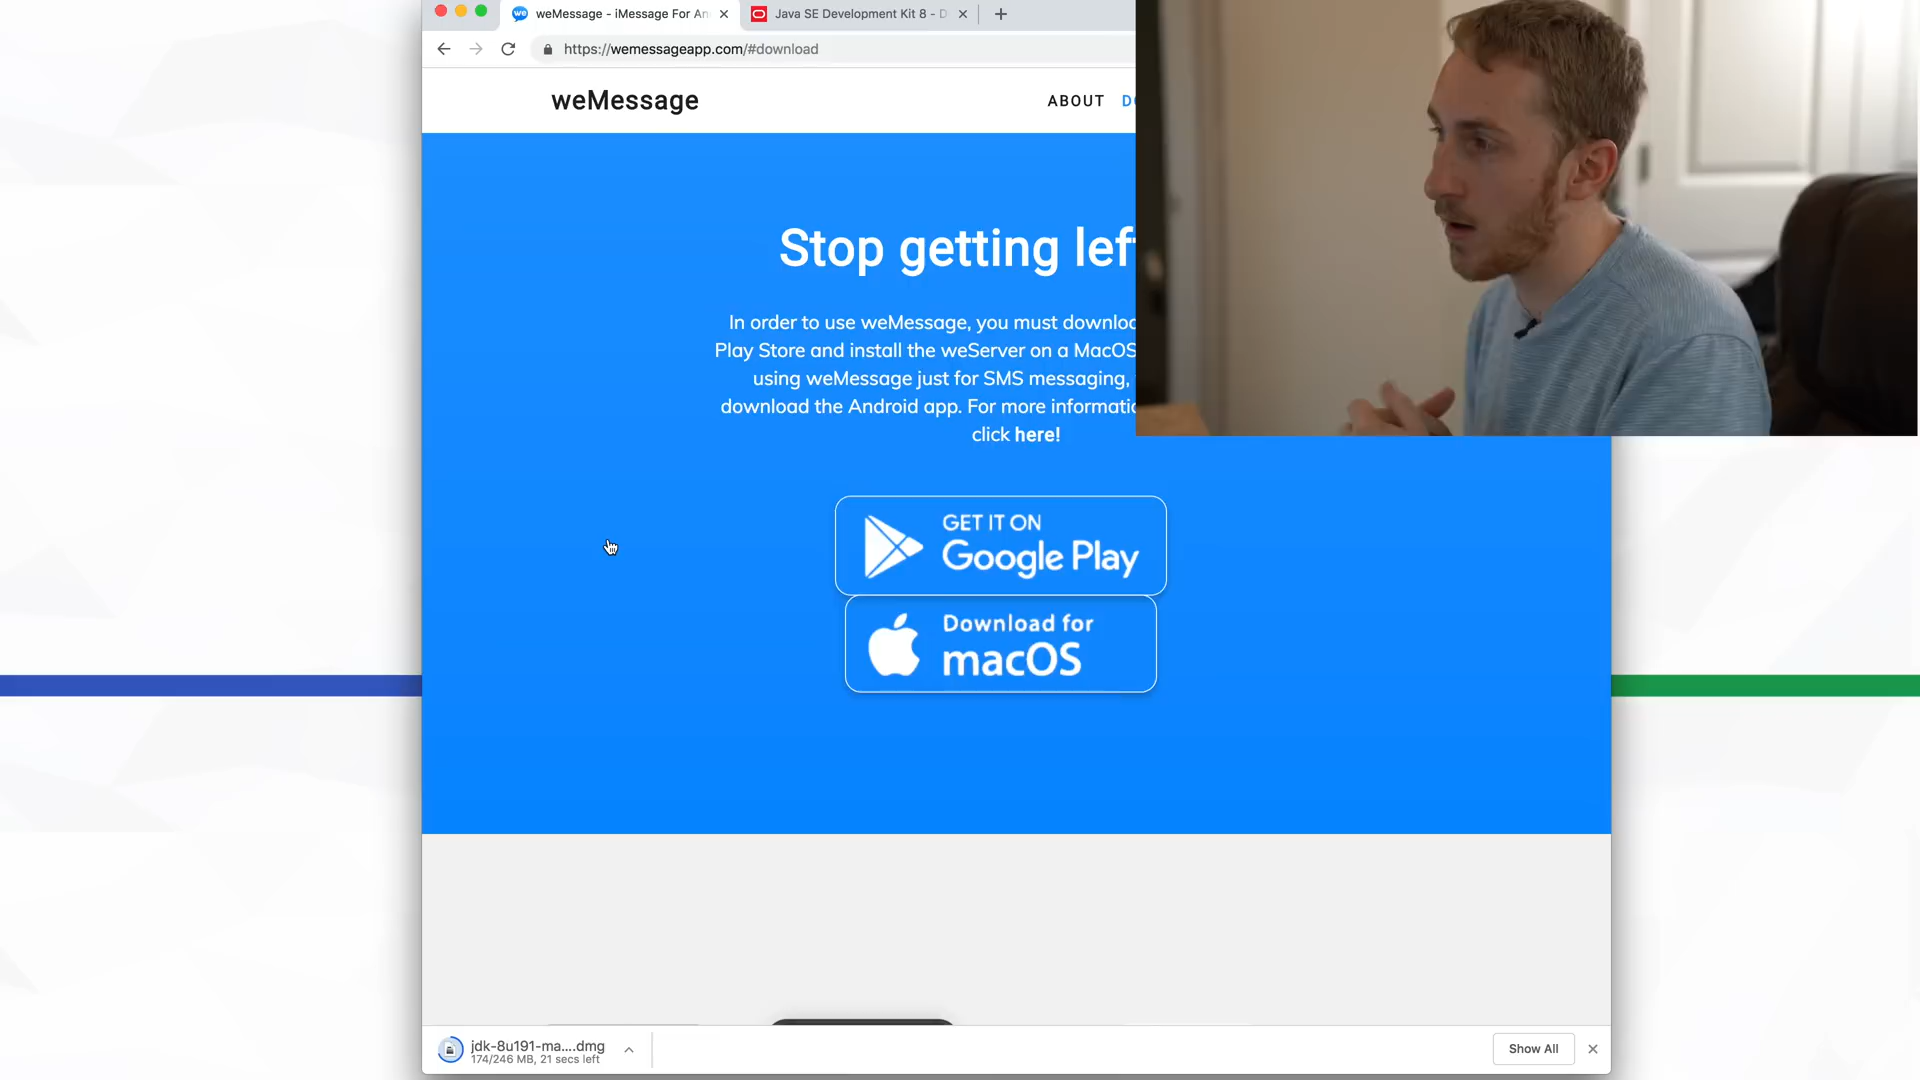 we weMessage - iMessage For An
Java SE Development Kit 8 - D
https://wemessageapp.com/#download
weMessage
ABOUT
Stop getting lef
In order to use weMessage, you must downloa
Play Store and install the weServer on a MacOS
using weMessage just for SMS messaging,
download the Android app. For more informatio
click here!
GET IT ON
Google Play
Download for
macOS
jdk-8u191-ma....dmg
174/246 MB, 21 secs left
Show All